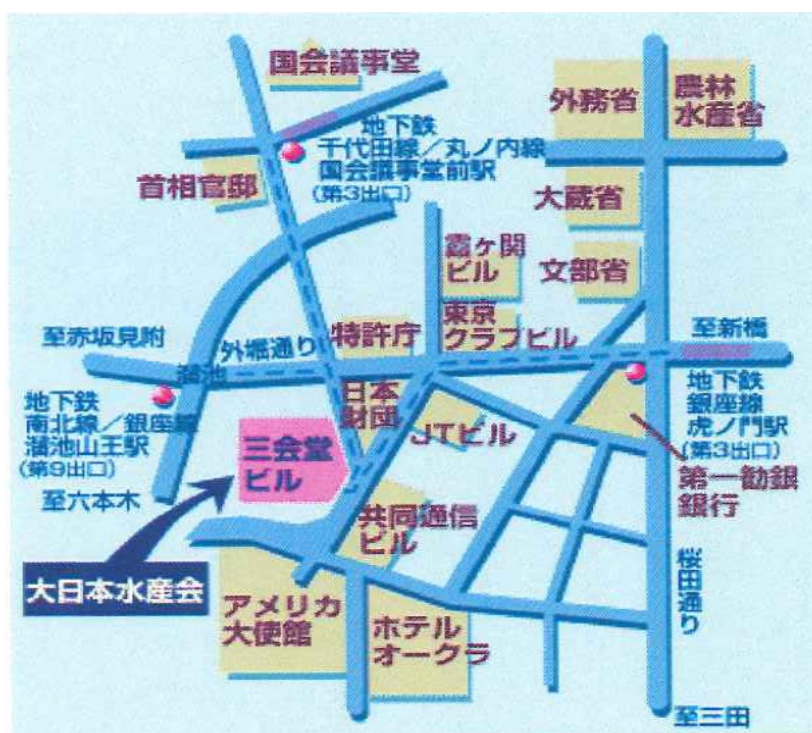 国会議事堂
外務省
農林
水産省
地下鉄
千代田線／丸ノ内線
国会議事堂前駅
(第3出口)
首相官邸
大蔵省
霞ヶ関
ビル
文部省
至赤坂見附
外堀通り
特許庁
東京
クラブビル
至新橋
溜池
地下鉄
南北線／銀座線
溜池山王駅
(第9出口)
日本
財団
JTビル
地下鉄
銀座線
虎ノ門駅
(第3出口)
三会堂
ビル
第一勧銀
銀行
至六本木
共同通信
ビル
桜田通り
大日本水産会
アメリカ
大使館
ホテル
オークラ
至三田